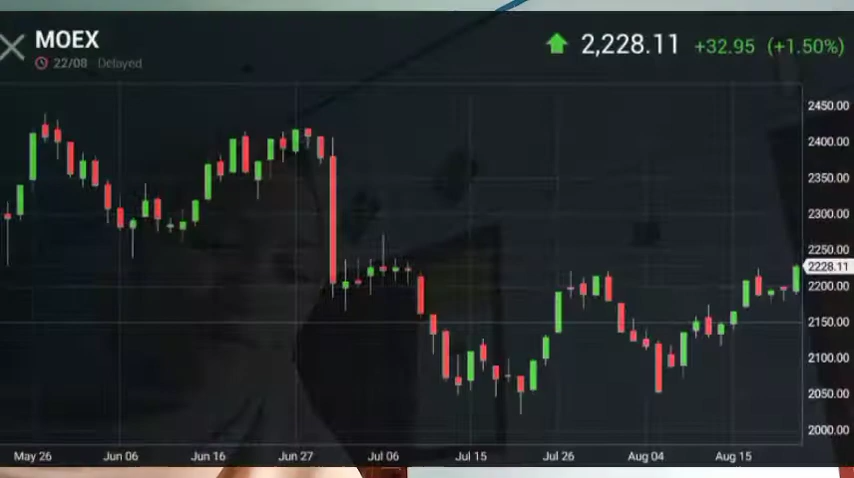 MOEX
22/08 Delayed
2,228.11 +32.95 (+1.50%)
2450.00
2400.00
2350.00
2300.00
2250.00
2228.11
2200.00
2150.00
2100.00
2050.00
2000.00
May 26 Jun 06 Jun 16 Jun 27 Jul 06 Jul 15 Jul 26 Aug 04 Aug 15